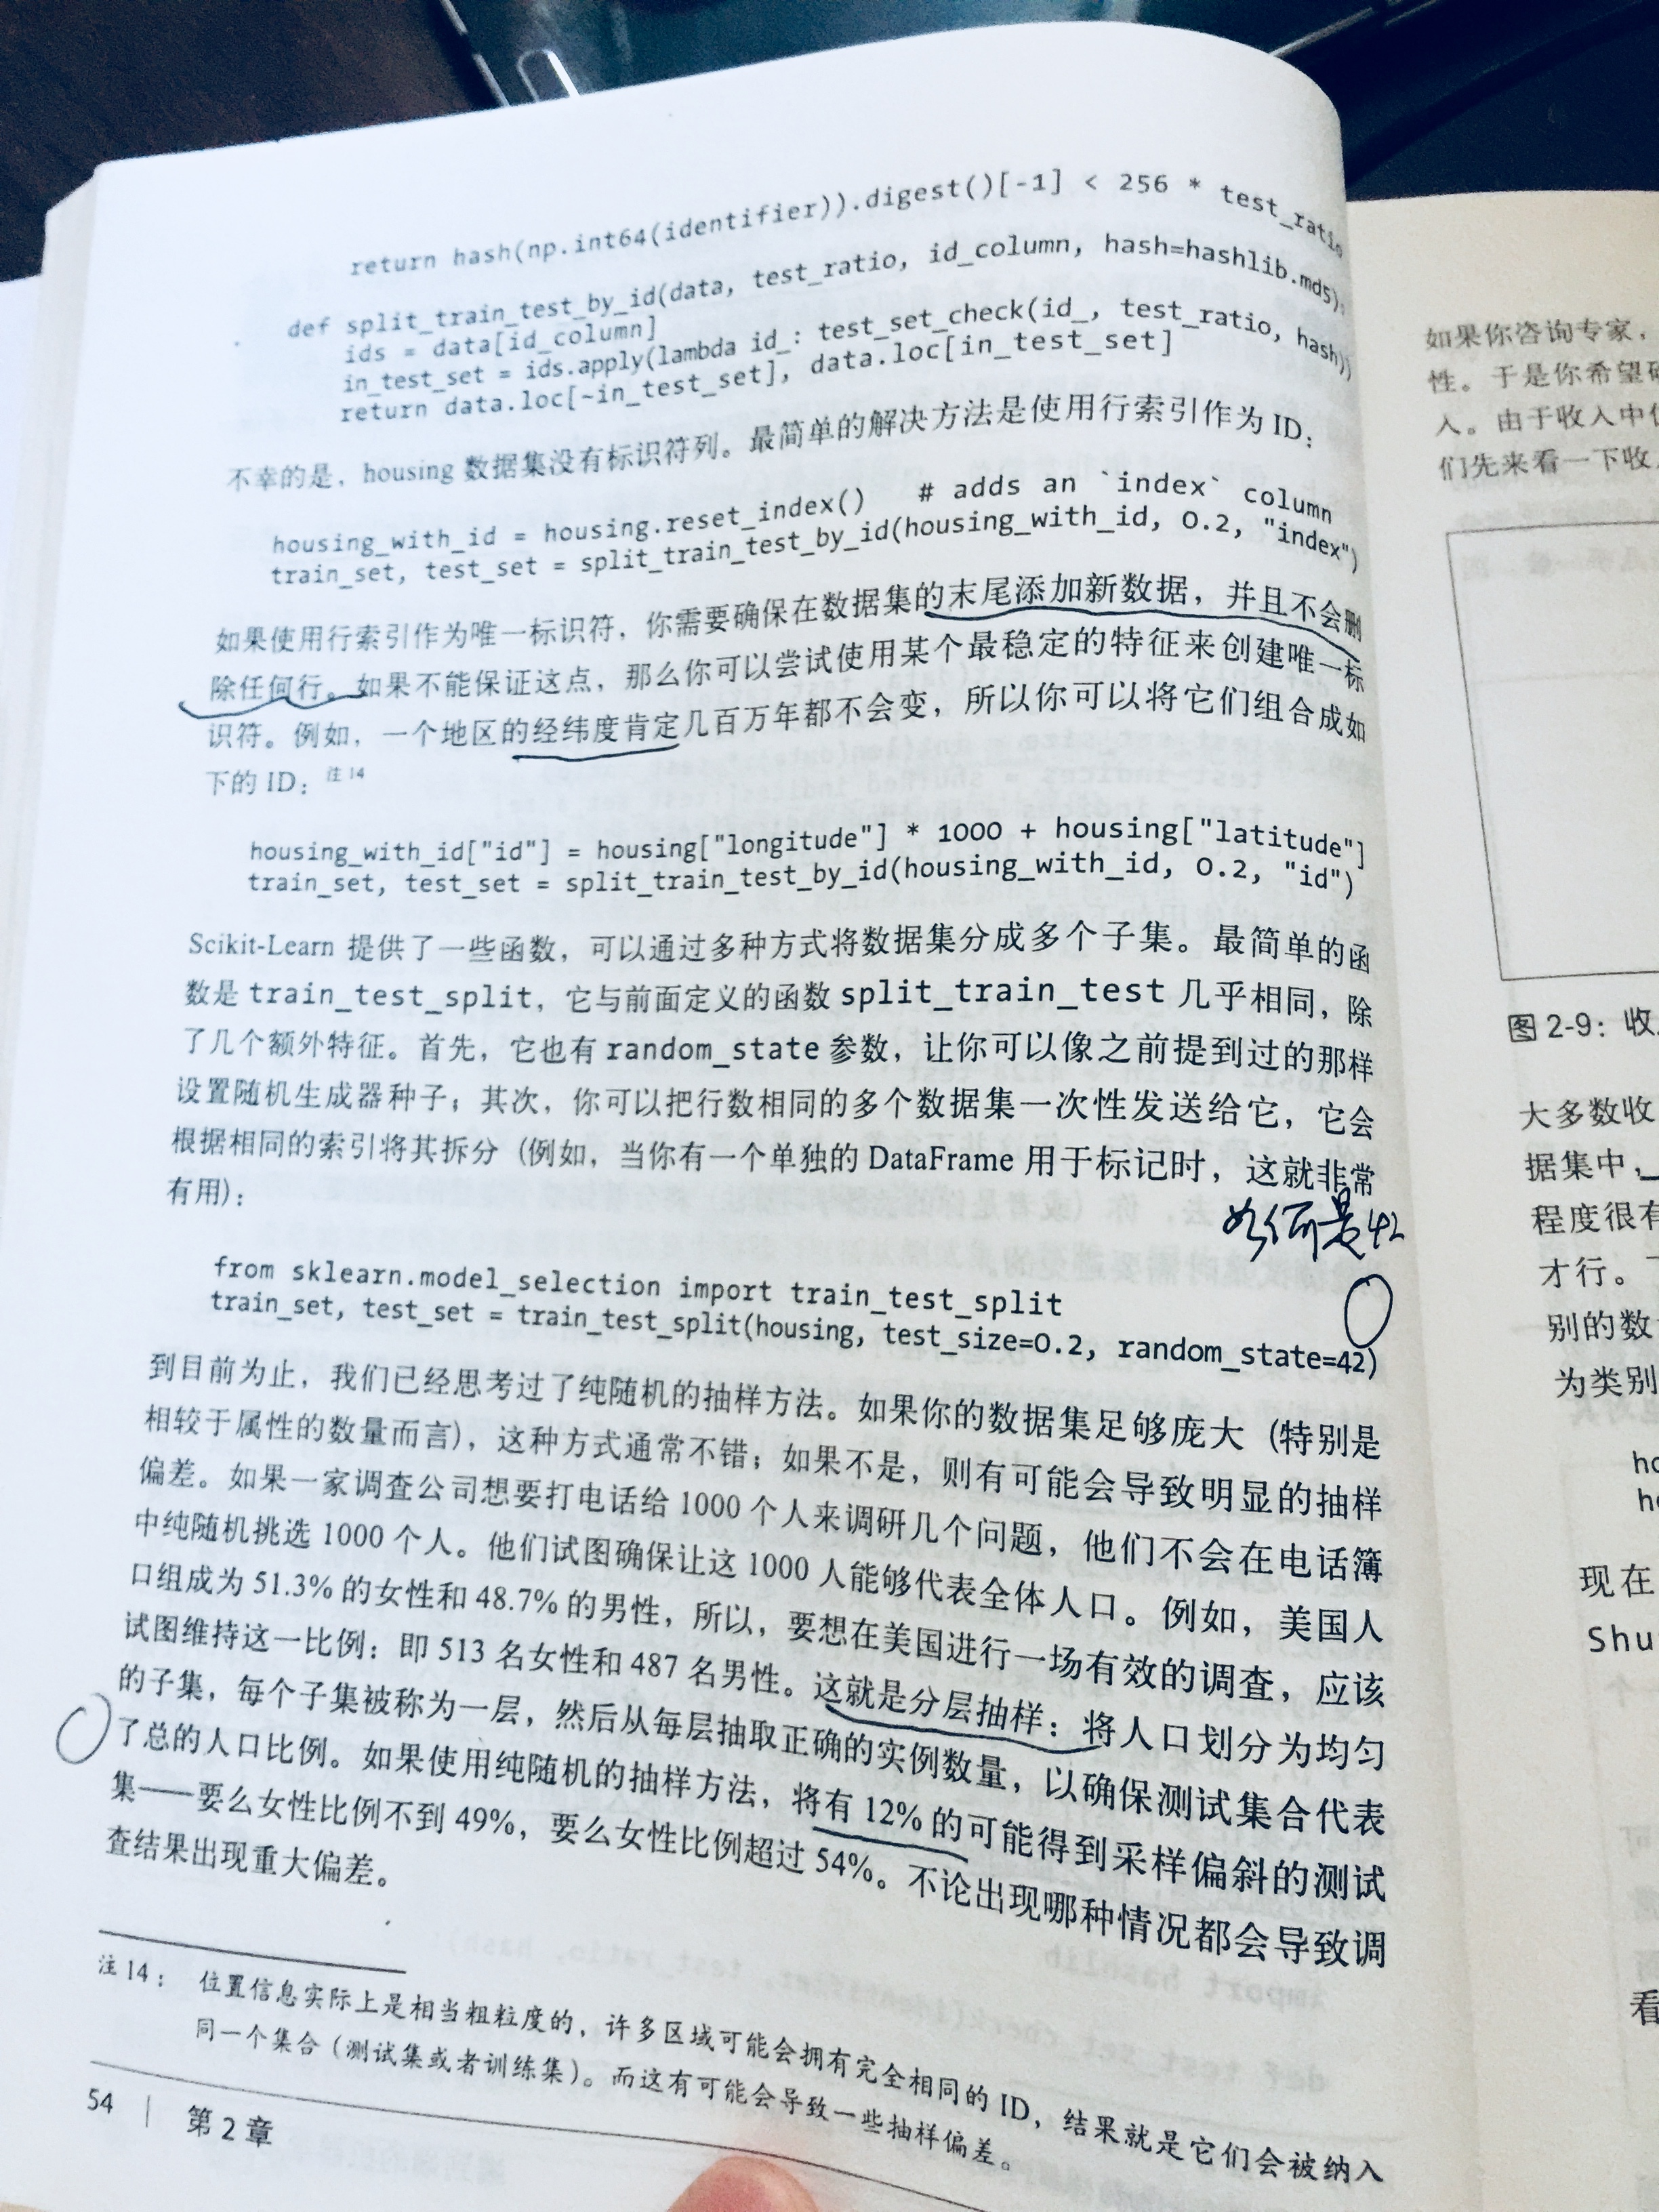 return hash(np.int64(identifier)).digest()[-1] < 256 * test_ratio
def split_train_test_by_id(data, test_ratio, id_column, hash=hashlib.md5):
ids = data[id_column]
in_test_set = ids.apply(lambda id_: test_set_check(id_, test_ratio, hash))
return data.loc[~in_test_set], data.loc[in_test_set]
不幸的是，housing 数据集没有标识符列。最简单的解决方法是使用行索引作为 ID：
housing_with_id = housing.reset_index()   # adds an `index` column
train_set, test_set = split_train_test_by_id(housing_with_id, 0.2, "index")
如果使用行索引作为唯一标识符，你需要确保在数据集的末尾添加新数据，并且不会删
除任何行。如果不能保证这点，那么你可以尝试使用某个最稳定的特征来创建唯一标
识符。例如，一个地区的经纬度肯定几百万年都不会变，所以你可以将它们组合成如
下的 ID：注14
housing_with_id["id"] = housing["longitude"] * 1000 + housing["latitude"]
train_set, test_set = split_train_test_by_id(housing_with_id, 0.2, "id")
Scikit-Learn 提供了一些函数，可以通过多种方式将数据集分成多个子集。最简单的函
数是 train_test_split，它与前面定义的函数 split_train_test 几乎相同，除
了几个额外特征。首先，它也有 random_state 参数，让你可以像之前提到过的那样
设置随机生成器种子；其次，你可以把行数相同的多个数据集一次性发送给它，它会
根据相同的索引将其拆分（例如，当你有一个单独的 DataFrame 用于标记时，这就非常
有用）：
如何是42
from sklearn.model_selection import train_test_split
train_set, test_set = train_test_split(housing, test_size=0.2, random_state=42)
到目前为止，我们已经思考过了纯随机的抽样方法。如果你的数据集足够庞大（特别是
相较于属性的数量而言），这种方式通常不错；如果不是，则有可能会导致明显的抽样
偏差。如果一家调查公司想要打电话给 1000 个人来调研几个问题，他们不会在电话簿
中纯随机挑选 1000 个人。他们试图确保让这 1000 人能够代表全体人口。例如，美国人
口组成为 51.3% 的女性和 48.7% 的男性，所以，要想在美国进行一场有效的调查，应该
试图维持这一比例：即 513 名女性和 487 名男性。这就是分层抽样：将人口划分为均匀
的子集，每个子集被称为一层，然后从每层抽取正确的实例数量，以确保测试集合代表
了总的人口比例。如果使用纯随机的抽样方法，将有 12% 的可能得到采样偏斜的测试
集——要么女性比例不到 49%，要么女性比例超过 54%。不论出现哪种情况都会导致调
查结果出现重大偏差。
注14：位置信息实际上是相当粗粒度的，许多区域可能会拥有完全相同的 ID，结果就是它们会被纳入
同一个集合（测试集或者训练集）。而这有可能会导致一些抽样偏差。
54 | 第 2 章
如果你咨询专家，
性。于是你希望
人。由于收入中
们先来看一下收
图 2-9：收
大多数收
据集中，
程度很有
才行。
别的数
为类别
ho
h
现在
Shu
看